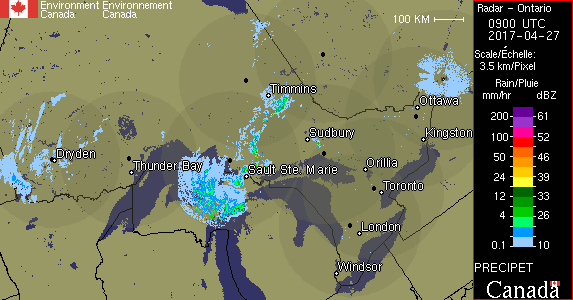 Environment Environnement
Canada Canada
100 KM
Timmins
Ottawa
Sudbury
Kingston
Dryden
Thunder Bay
Sault Ste. Marie
Orillia
Toronto
London
Windsor
Radar - Ontario
0900 UTC
2017-04-27
Scale/Échelle:
3.5 km/Pixel
Rain/Pluie
mm/hr dBZ
200 61
100 52
50 46
24 39
12 33
4 26
0.1 10
PRECIPET
Canada